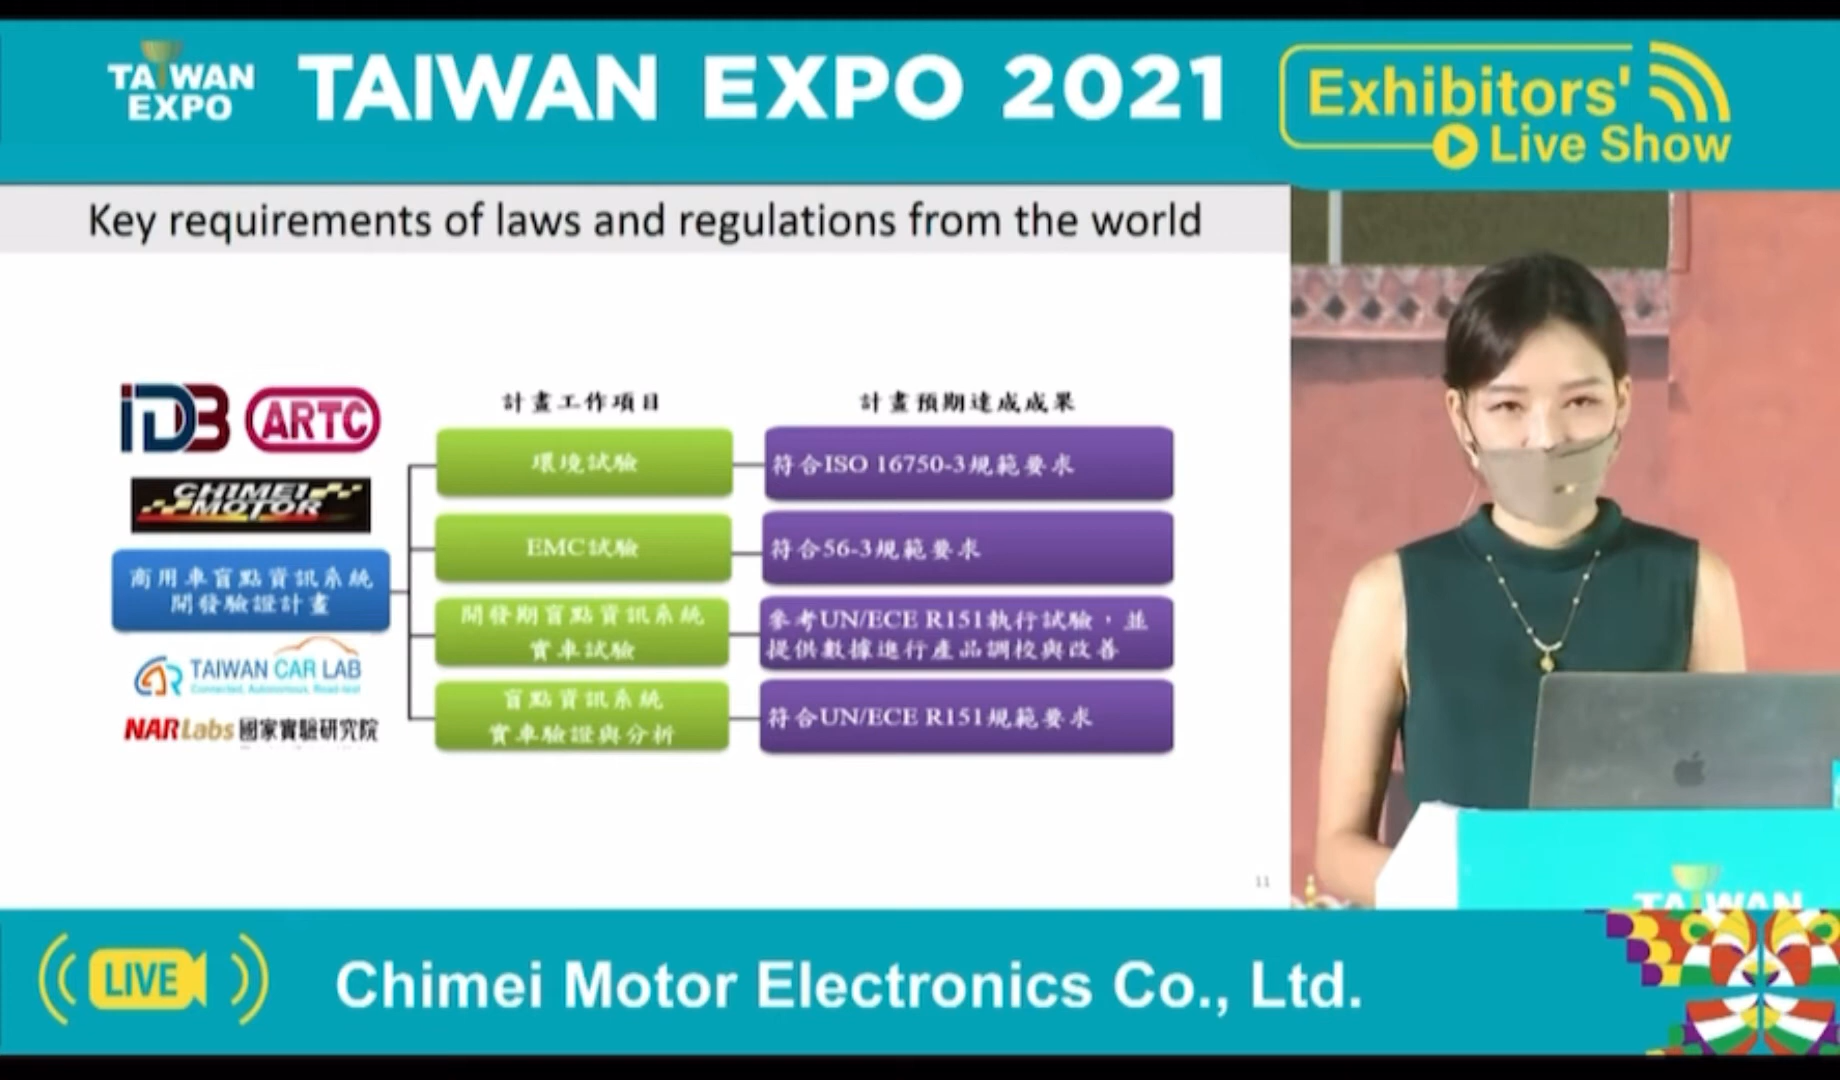 TAIWAN
EXPO
TAIWAN EXPO 2021
Exhibitors'
Live Show
Key requirements of laws and regulations from the world
iDB
ARTC
CHIMEI
MOTOR
商用車盲點資訊系統
開發驗證計畫
TAIWAN CAR LAB
Connected, Autonomous, Road-test
NARLabs 國家實驗研究院
計畫工作項目
計畫預期達成成果
環境試驗
符合ISO 16750-3規範要求
EMC試驗
符合56-3規範要求
開發期盲點資訊系統
實車試驗
參考UN/ECE R151執行試驗，並
提供數據進行產品調校與改善
盲點資訊系統
實車驗證與分析
符合UN/ECE R151規範要求
11
TAIWAN
LIVE
Chimei Motor Electronics Co., Ltd.